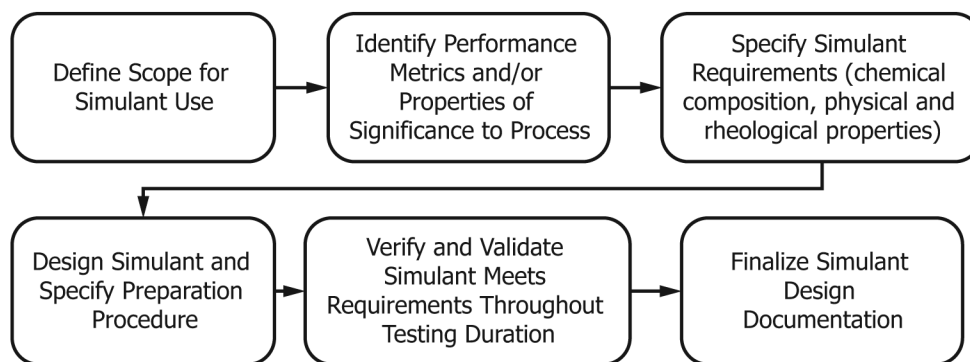 Define Scope for
Simulant Use
Identify Performance
Metrics and/or
Properties of
Significance to Process
Specify Simulant
Requirements (chemical
composition, physical and
rheological properties)
Design Simulant and
Specify Preparation
Procedure
Verify and Validate
Simulant Meets
Requirements Throughout
Testing Duration
Finalize Simulant
Design
Documentation